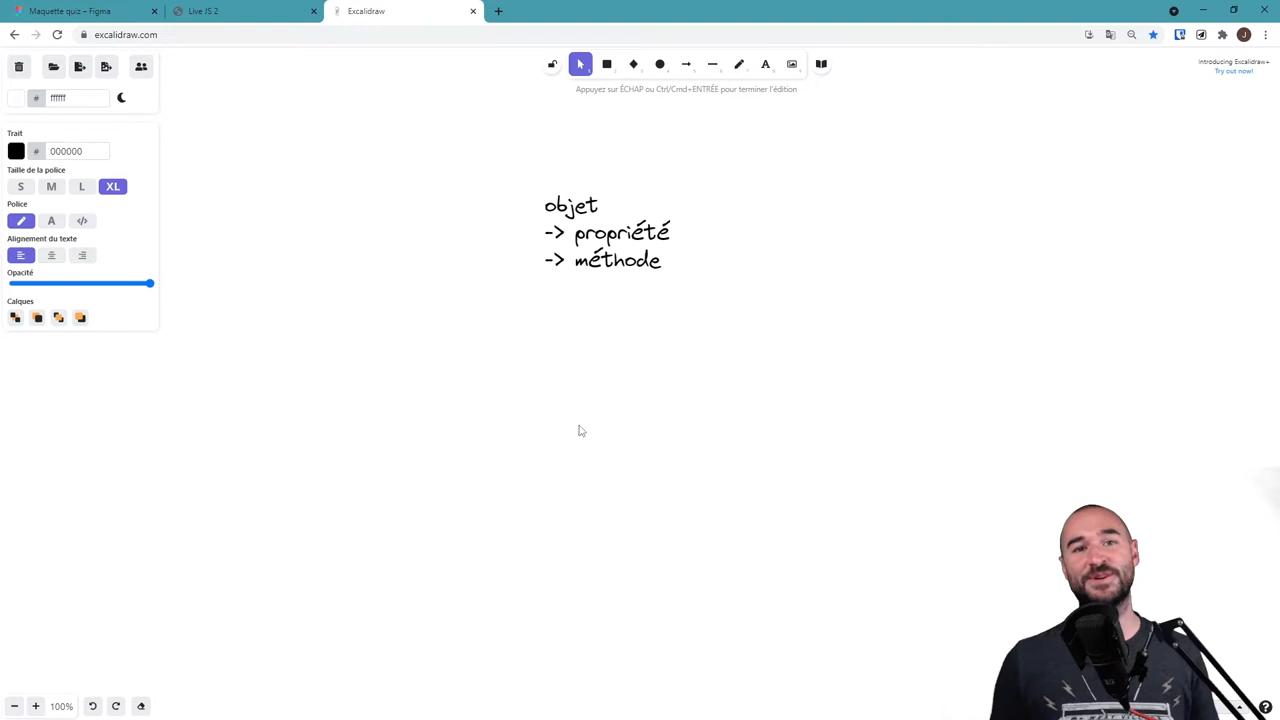 Maquette quiz – Figma
Live JS 2
Excalidraw
excalidraw.com
Appuyez sur ÉCHAP ou Ctrl/Cmd+ENTRÉE pour terminer l'édition
Introducing Excalidraw+
Try out now!
# ffffff
Trait
# 000000
Taille de la police
S M L XL
Police
A </>
Alignement du texte
Opacité
Calques
objet
-> propriété
-> méthode
100%